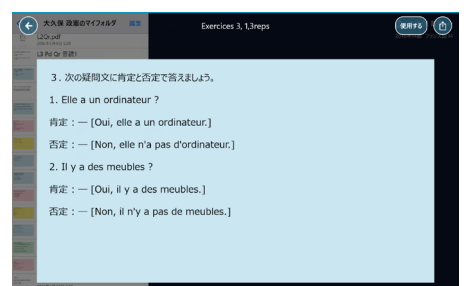 大久保 政憲のマイフォルダ
Exercices 3, 1,3reps
使用する
L2Qr.pdf
３．次の疑問文に肯定と否定で答えましょう。
1. Elle a un ordinateur ?
肯定：— [Oui, elle a un ordinateur.]
否定：— [Non, elle n'a pas d'ordinateur.]
2. Il y a des meubles ?
肯定：— [Oui, il y a des meubles.]
否定：— [Non, il n'y a pas de meubles.]